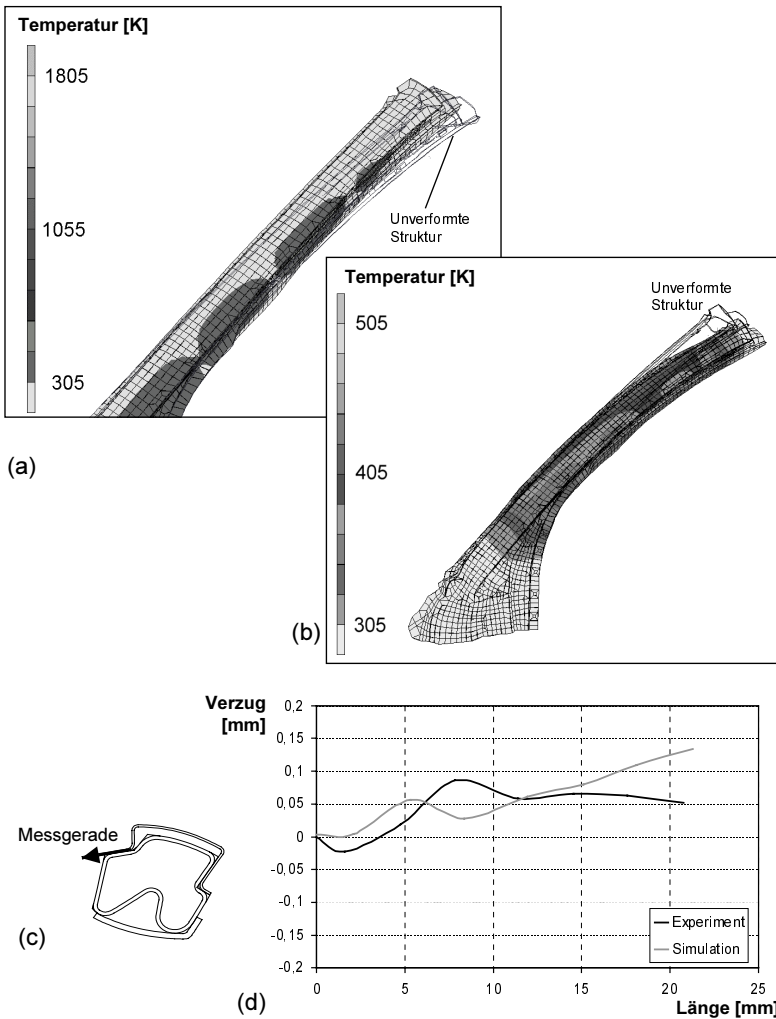 Temperatur [K]
1805
1055
305
Unverformte
Struktur
(a)
Temperatur [K]
505
405
305
Unverformte
Struktur
(b)
Messgerade
(c)
Verzug
[mm]
0,2
0,15
0,1
0,05
0
-0,05
-0,1
-0,15
-0,2
0 5 10 15 20 25
Experiment
Simulation
Länge [mm]
(d)